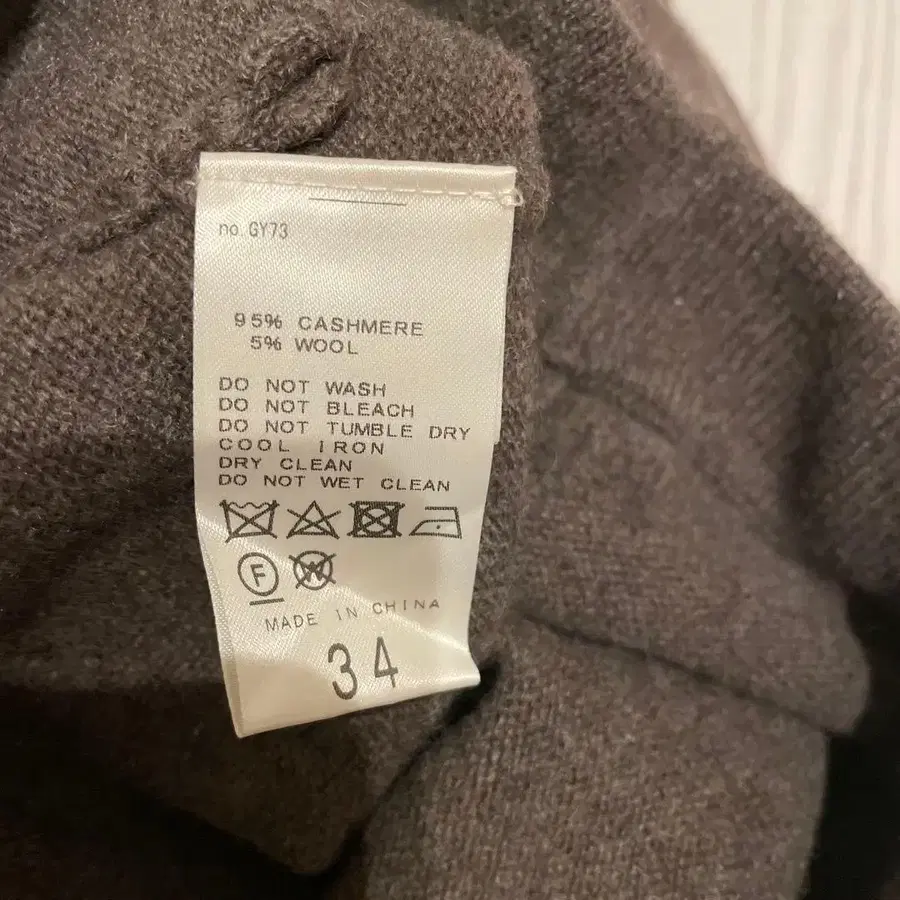 no. GY73
95% CASHMERE
5% WOOL
DO NOT WASH
DO NOT BLEACH
DO NOT TUMBLE DRY
COOL IRON
DRY CLEAN
DO NOT WET CLEAN
F W
MADE IN CHINA
34